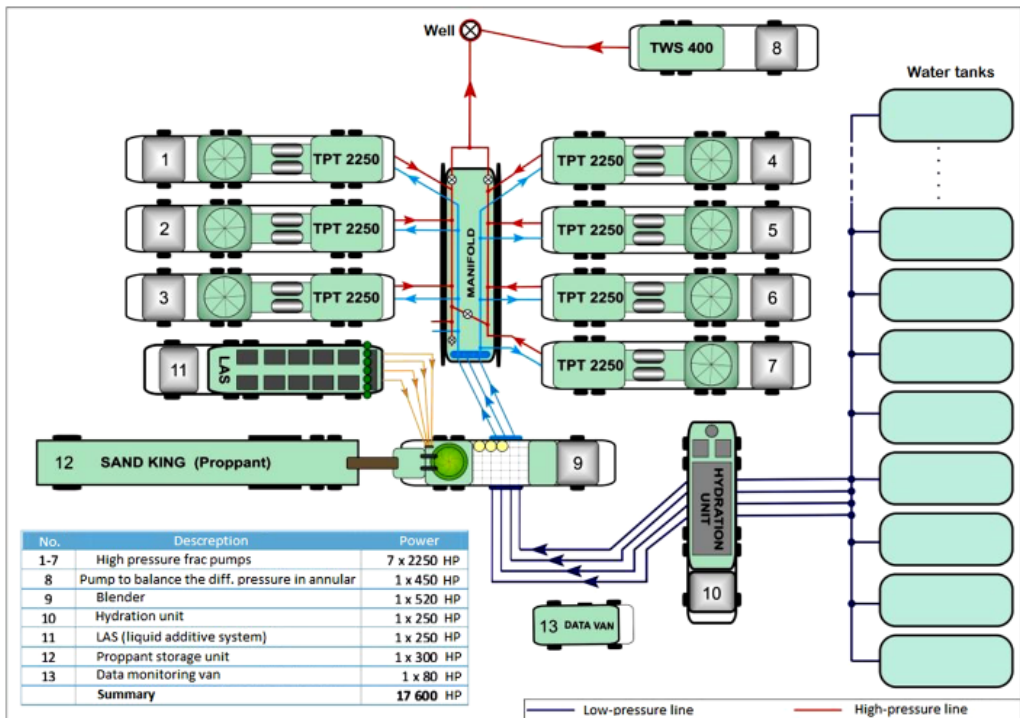 Well
TWS 400
8
Water tanks
1
TPT 2250
TPT 2250
4
2
TPT 2250
TPT 2250
5
3
TPT 2250
TPT 2250
6
MANIFOLD
11
LAS
TPT 2250
7
12 SAND KING (Proppant)
9
HYDRATION UNIT
10
13 DATA VAN
No. Descreption Power
1-7 High pressure frac pumps 7 x 2250 HP
8 Pump to balance the diff. pressure in annular 1 x 450 HP
9 Blender 1 x 520 HP
10 Hydration unit 1 x 250 HP
11 LAS (liquid additive system) 1 x 250 HP
12 Proppant storage unit 1 x 300 HP
13 Data monitoring van 1 x 80 HP
Summary 17 600 HP
Low-pressure line High-pressure line